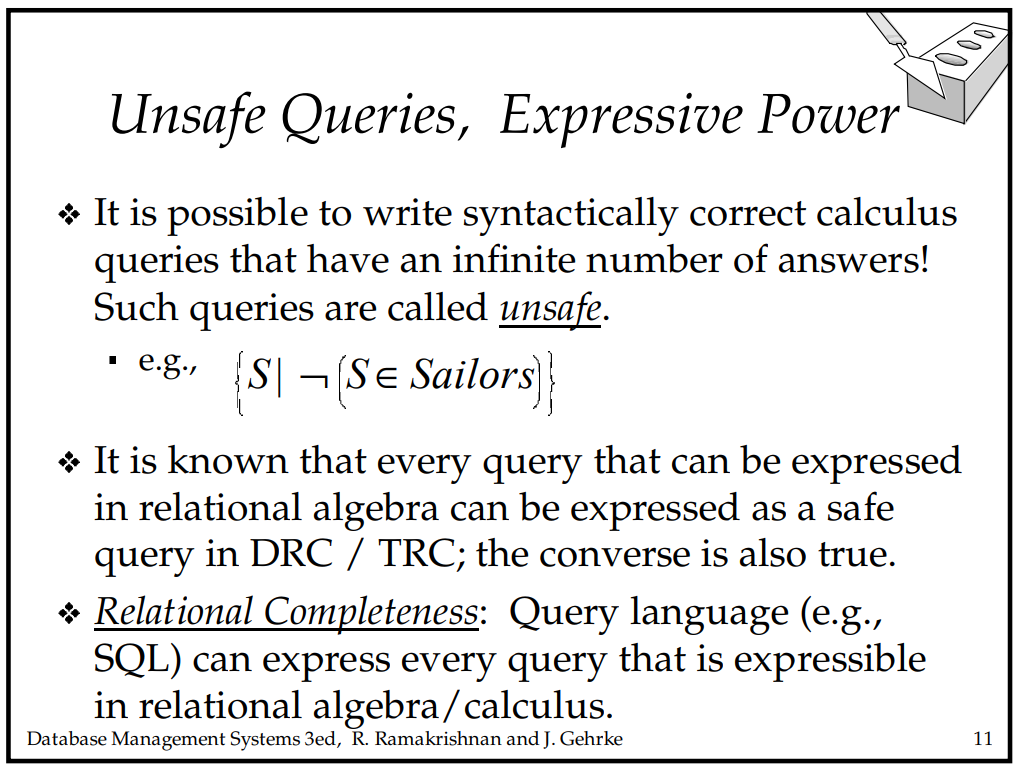 Unsafe Queries, Expressive Power
❖ It is possible to write syntactically correct calculus
queries that have an infinite number of answers!
Such queries are called unsafe.
▪ e.g., {S| ¬(S ∈ Sailors)}
❖ It is known that every query that can be expressed
in relational algebra can be expressed as a safe
query in DRC / TRC; the converse is also true.
❖ Relational Completeness: Query language (e.g.,
SQL) can express every query that is expressible
in relational algebra/calculus.
Database Management Systems 3ed, R. Ramakrishnan and J. Gehrke 11